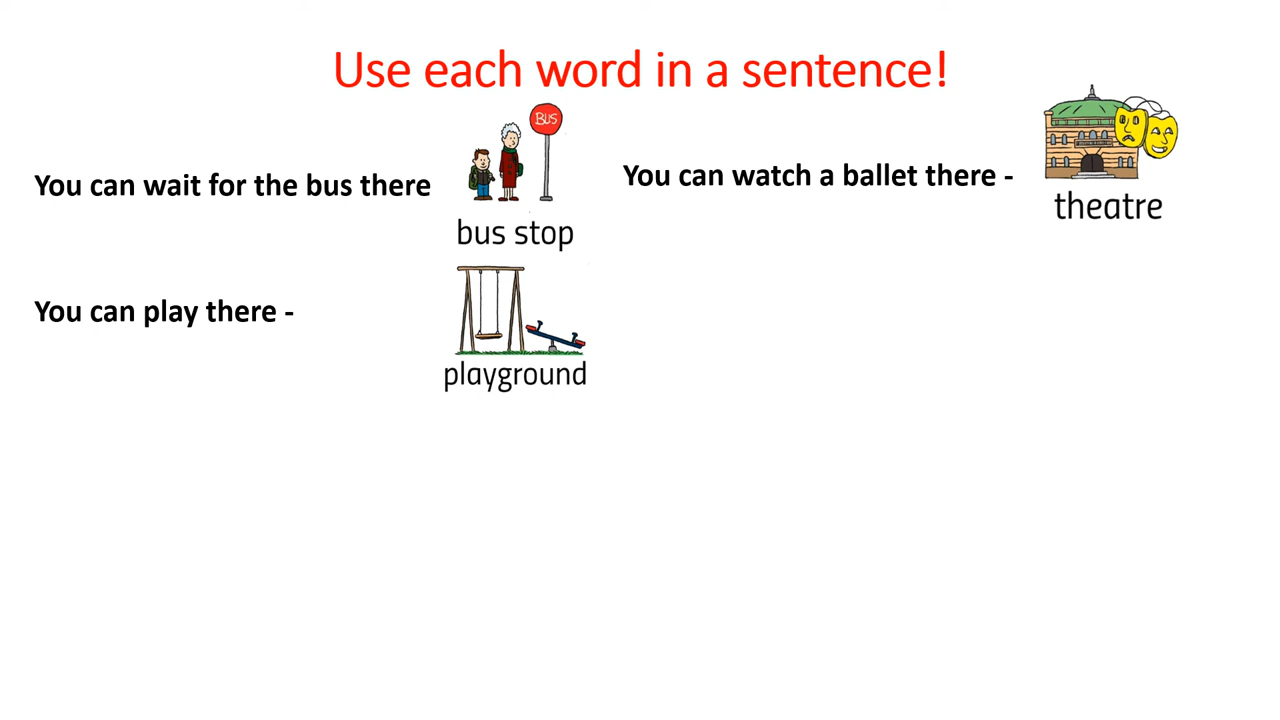 Use each word in a sentence!
BUS
You can wait for the bus there
bus stop
You can watch a ballet there -
theatre
You can play there -
playground